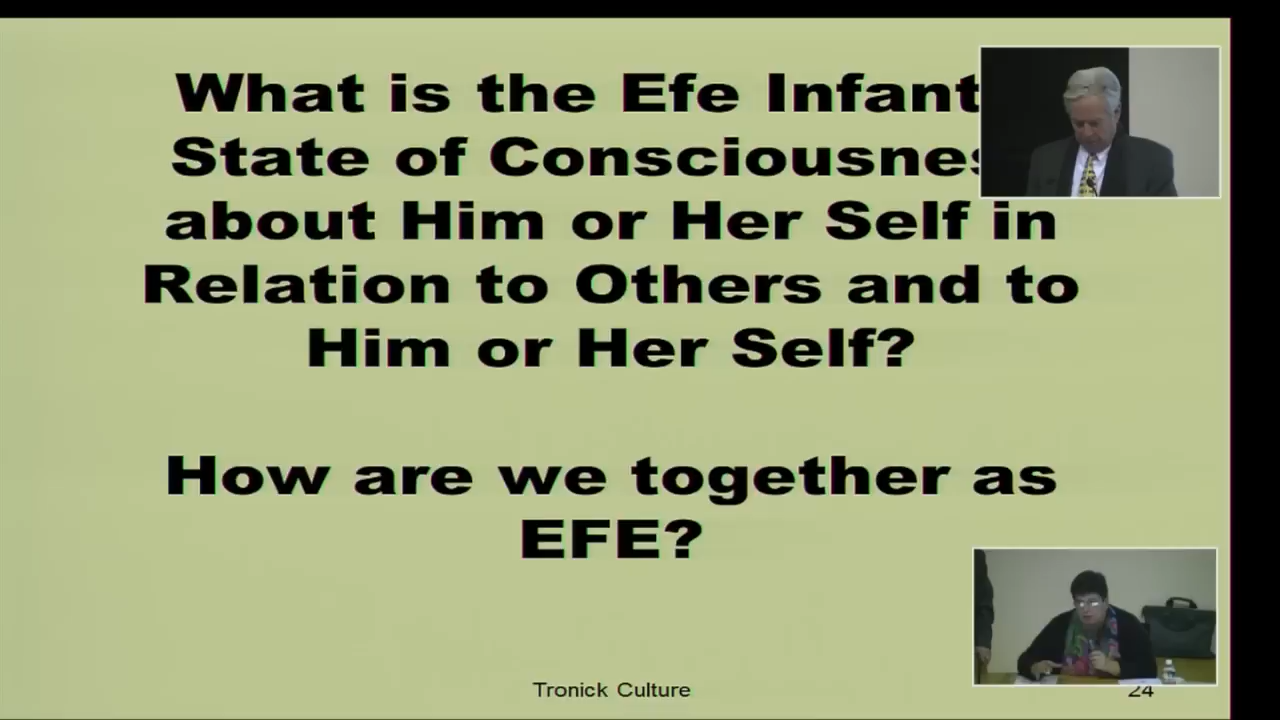 What is the Efe Infant
State of Consciousnes
about Him or Her Self in
Relation to Others and to
Him or Her Self?
How are we together as
EFE?
Tronick Culture
24